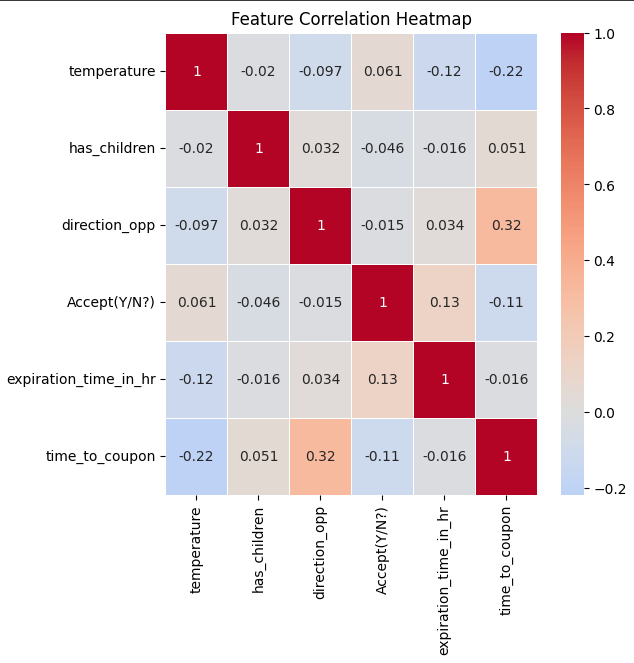 Feature Correlation Heatmap
temperature 1 -0.02 -0.097 0.061 -0.12 -0.22
has_children -0.02 1 0.032 -0.046 -0.016 0.051
direction_opp -0.097 0.032 1 -0.015 0.034 0.32
Accept(Y/N?) 0.061 -0.046 -0.015 1 0.13 -0.11
expiration_time_in_hr -0.12 -0.016 0.034 0.13 1 -0.016
time_to_coupon -0.22 0.051 0.32 -0.11 -0.016 1
temperature
has_children
direction_opp
Accept(Y/N?)
expiration_time_in_hr
time_to_coupon
1.0
0.8
0.6
0.4
0.2
0.0
−0.2